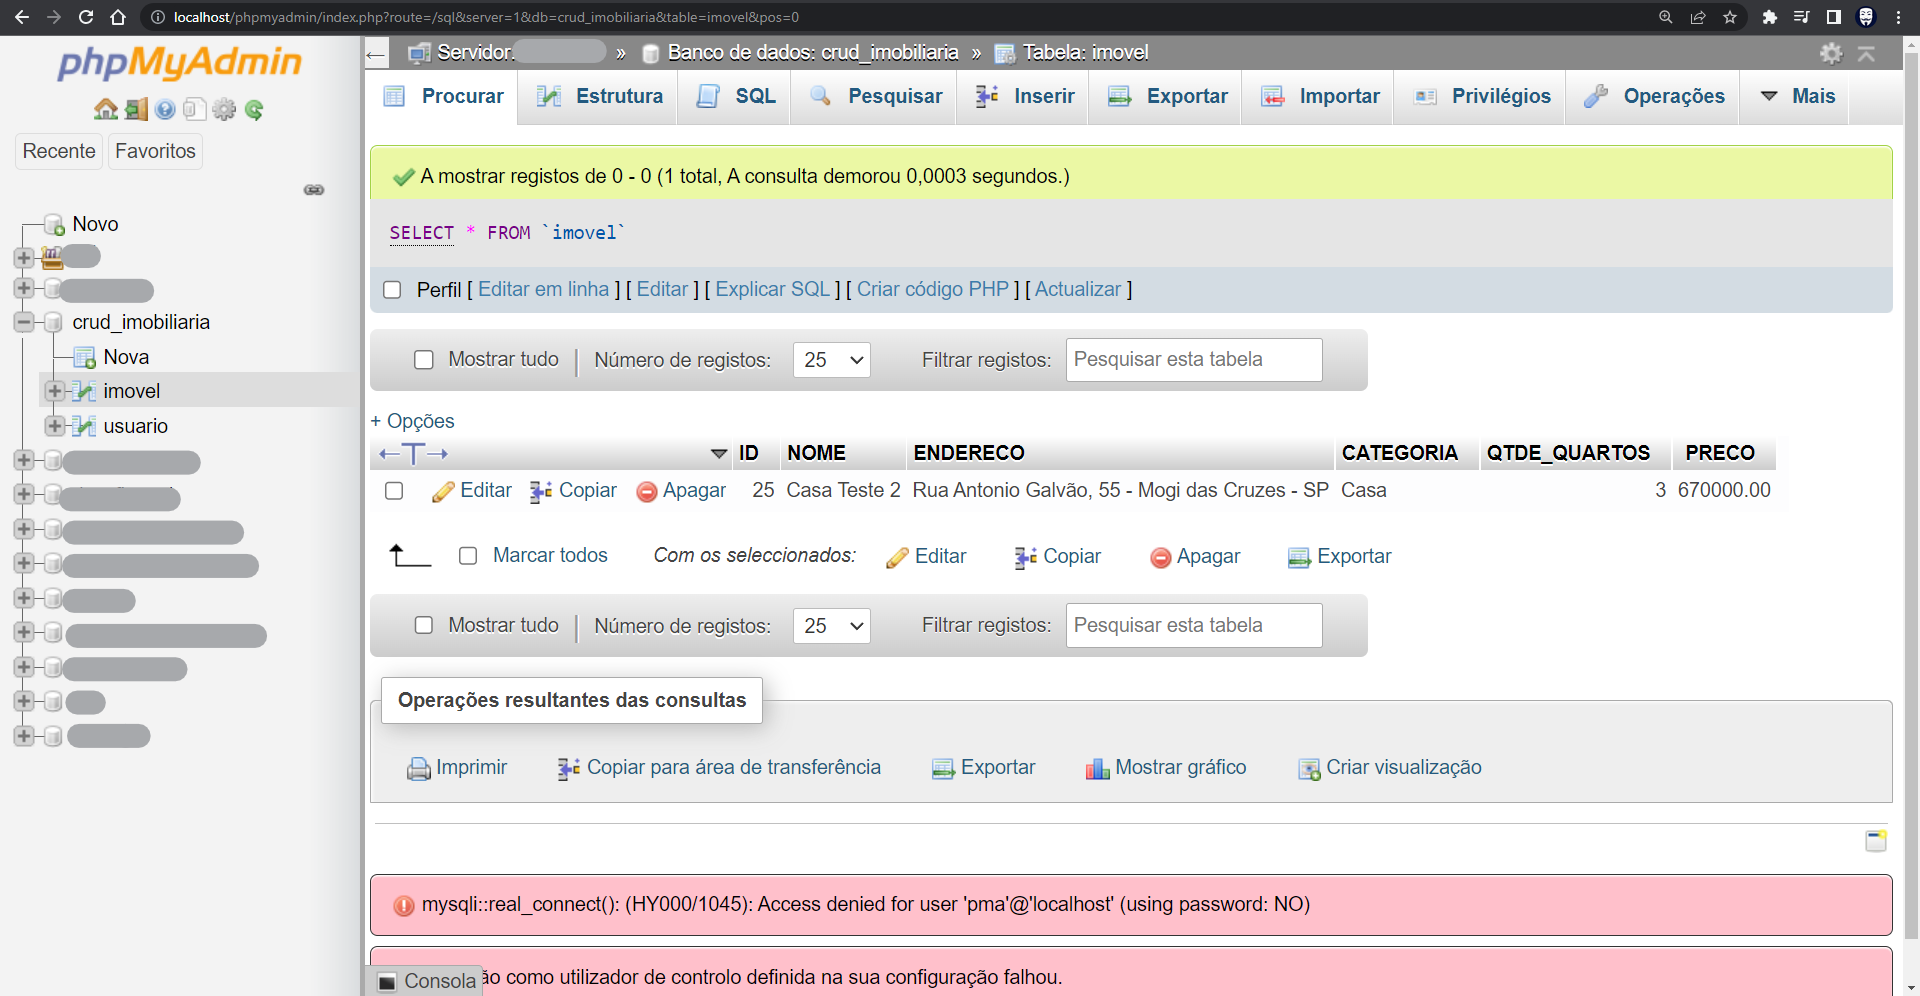 localhost/phpmyadmin/index.php?route=/sql&server=1&db=crud_imobiliaria&table=imovel&pos=0
phpMyAdmin
Recente Favoritos
Novo
crud_imobiliaria
Nova
imovel
usuario
Servidor: » Banco de dados: crud_imobiliaria » Tabela: imovel
Procurar Estrutura SQL Pesquisar Inserir Exportar Importar Privilégios Operações Mais
A mostrar registos de 0 - 0 (1 total, A consulta demorou 0,0003 segundos.)
SELECT * FROM `imovel`
Perfil [ Editar em linha ] [ Editar ] [ Explicar SQL ] [ Criar código PHP ] [ Actualizar ]
Mostrar tudo | Número de registos: 25 Filtrar registos: Pesquisar esta tabela
+ Opções
←T→ ID NOME ENDERECO CATEGORIA QTDE_QUARTOS PRECO
Editar Copiar Apagar 25 Casa Teste 2 Rua Antonio Galvão, 55 - Mogi das Cruzes - SP Casa 3 670000.00
Marcar todos Com os seleccionados: Editar Copiar Apagar Exportar
Mostrar tudo | Número de registos: 25 Filtrar registos: Pesquisar esta tabela
Operações resultantes das consultas
Imprimir Copiar para área de transferência Exportar Mostrar gráfico Criar visualização
mysqli::real_connect(): (HY000/1045): Access denied for user 'pma'@'localhost' (using password: NO)
ão como utilizador de controlo definida na sua configuração falhou.
Consola